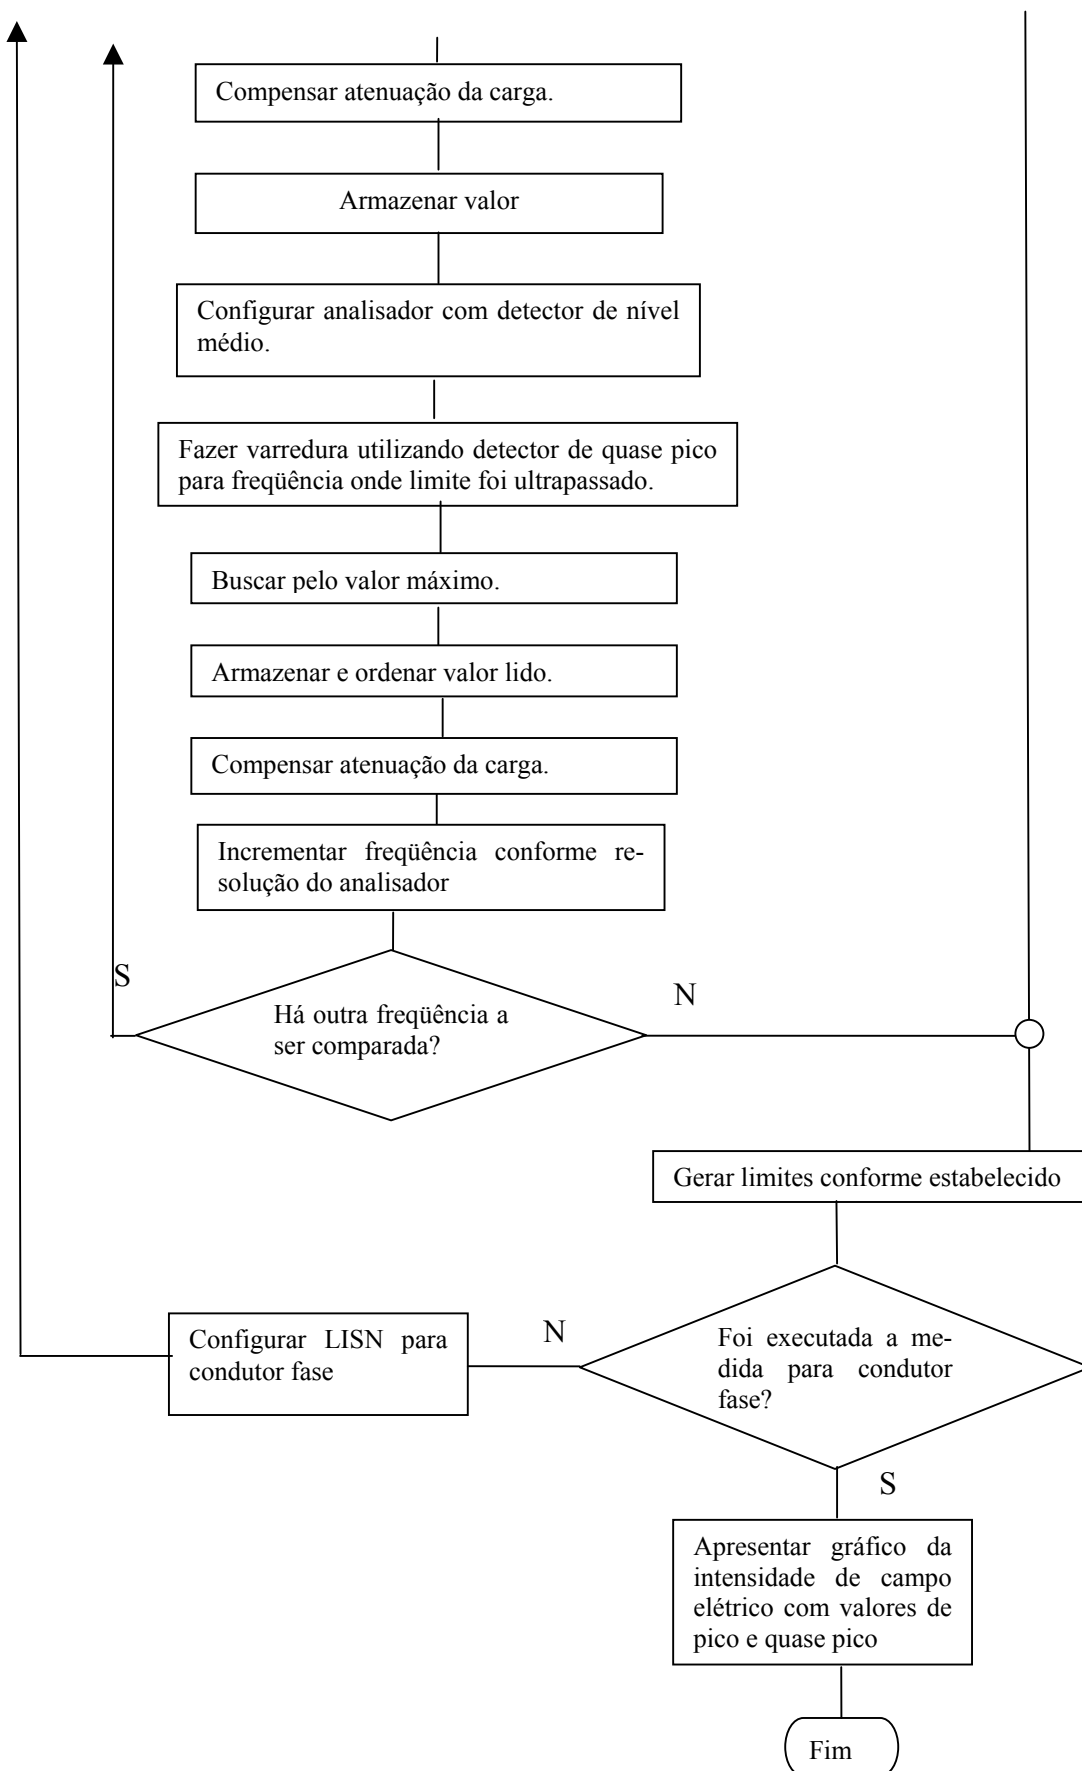 Compensar atenuação da carga.
Armazenar valor
Configurar analisador com detector de nível
médio.
Fazer varredura utilizando detector de quase pico
para freqüência onde limite foi ultrapassado.
Buscar pelo valor máximo.
Armazenar e ordenar valor lido.
Compensar atenuação da carga.
Incrementar freqüência conforme re-
solução do analisador
S
N
Há outra freqüência a
ser comparada?
Gerar limites conforme estabelecido
Configurar LISN para
condutor fase
N
Foi executada a me-
dida para condutor
fase?
S
Apresentar gráfico da
intensidade de campo
elétrico com valores de
pico e quase pico
Fim